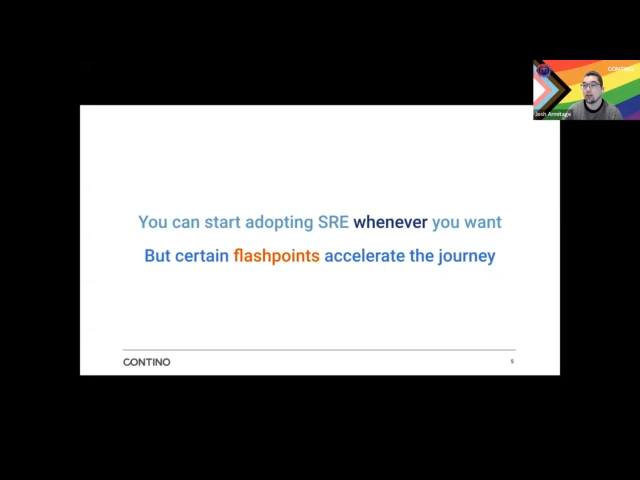 CONTINO
Josh Armitage
You can start adopting SRE whenever you want
But certain flashpoints accelerate the journey
CONTINO
5